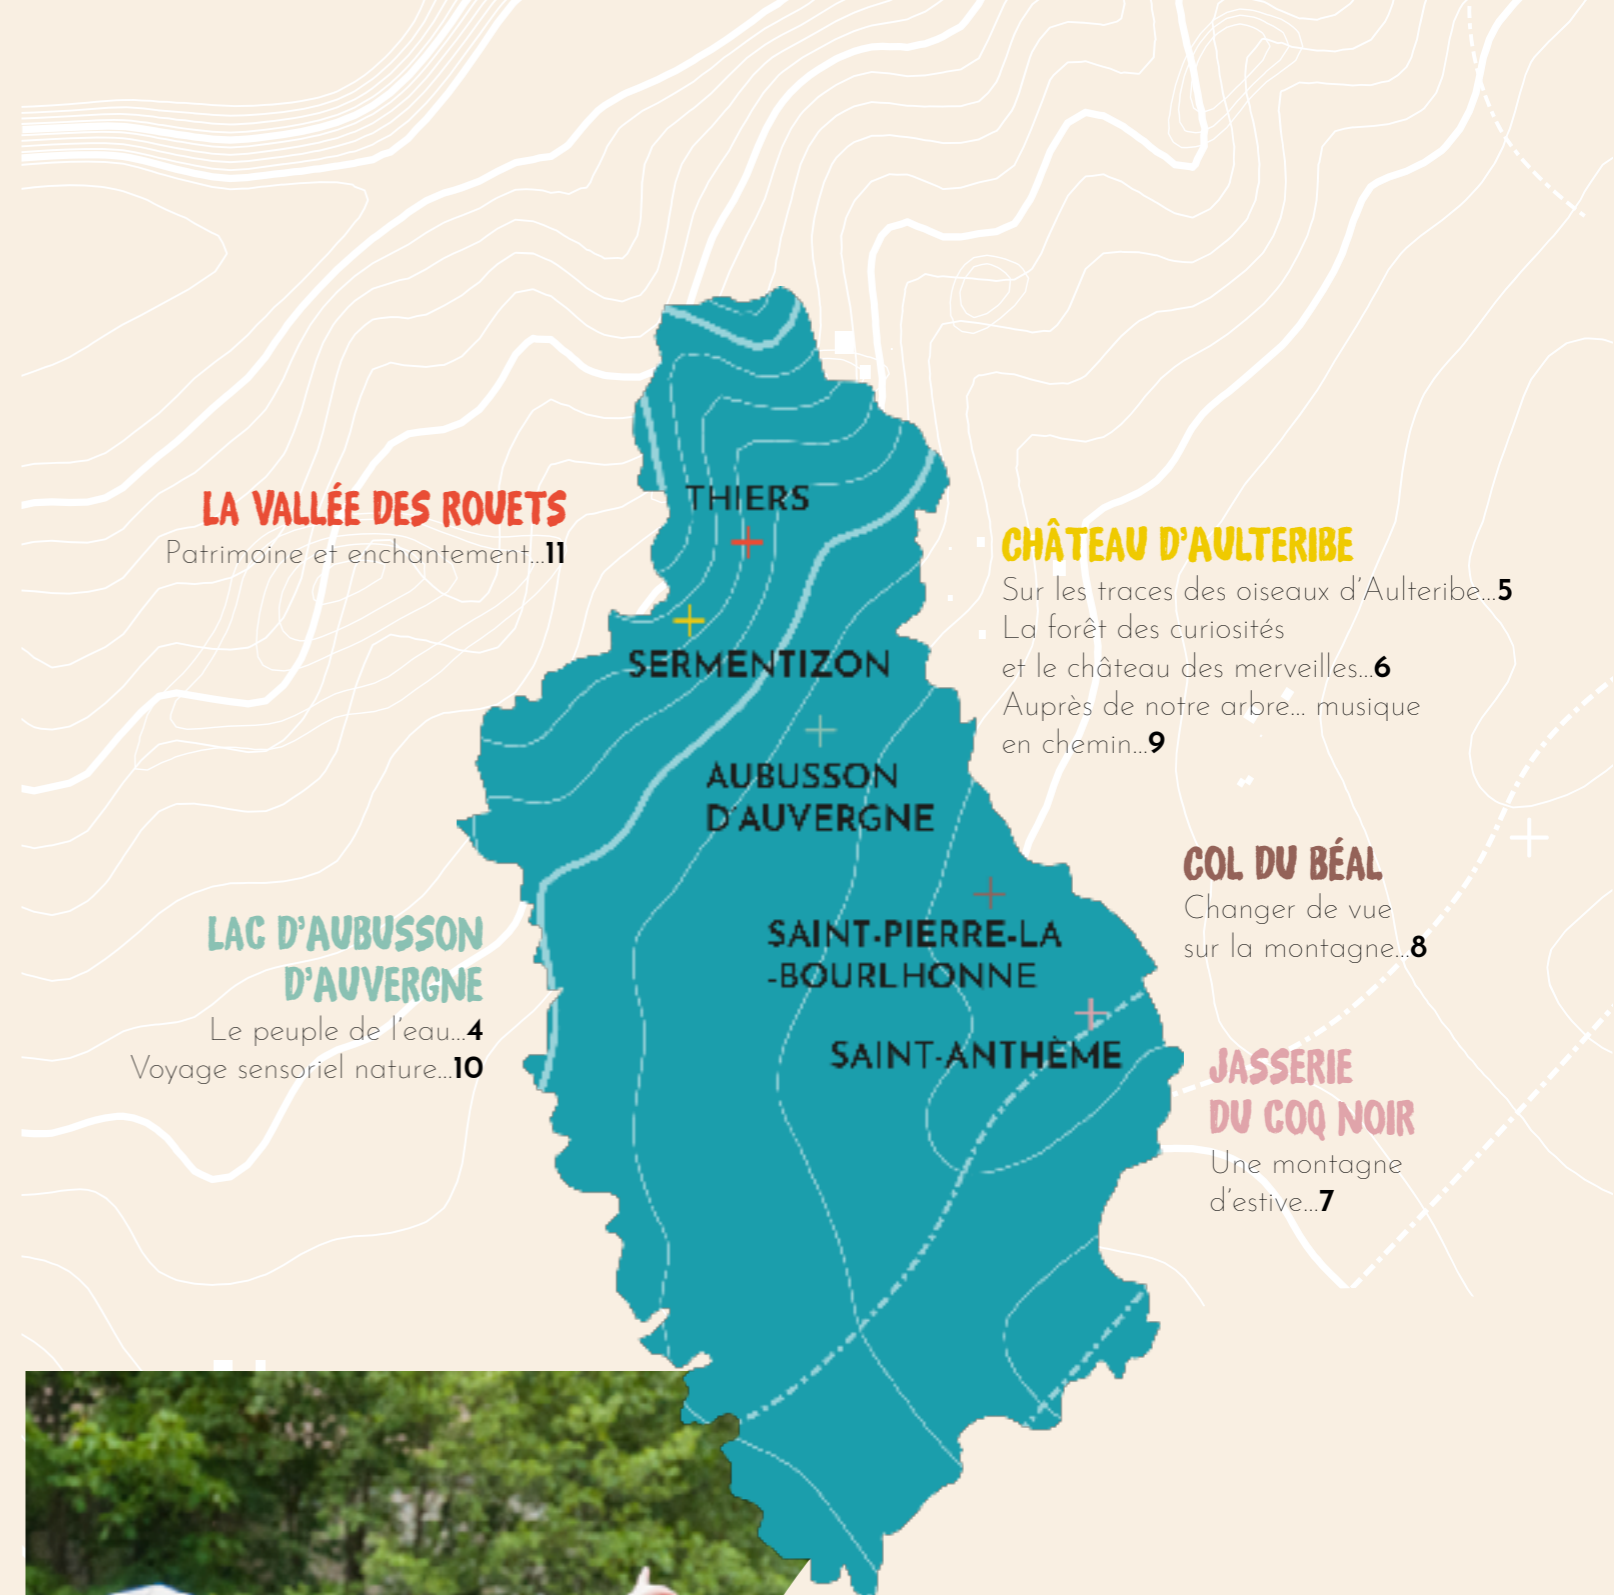 THIERS
LA VALLÉE DES ROUETS
Patrimoine et enchantement...11
CHÂTEAU D'AULTERIBE
Sur les traces des oiseaux d'Aulteribe...5
La forêt des curiosités
et le château des merveilles...6
Auprès de notre arbre... musique
en chemin...9
SERMENTIZON
AUBUSSON
D'AUVERGNE
COL DU BÉAL
Changer de vue
sur la montagne...8
LAC D'AUBUSSON
D'AUVERGNE
Le peuple de l'eau...4
Voyage sensoriel nature...10
SAINT-PIERRE-LA
-BOURLHONNE
SAINT-ANTHÈME
JASSERIE
DU COQ NOIR
Une montagne
d'estive...7